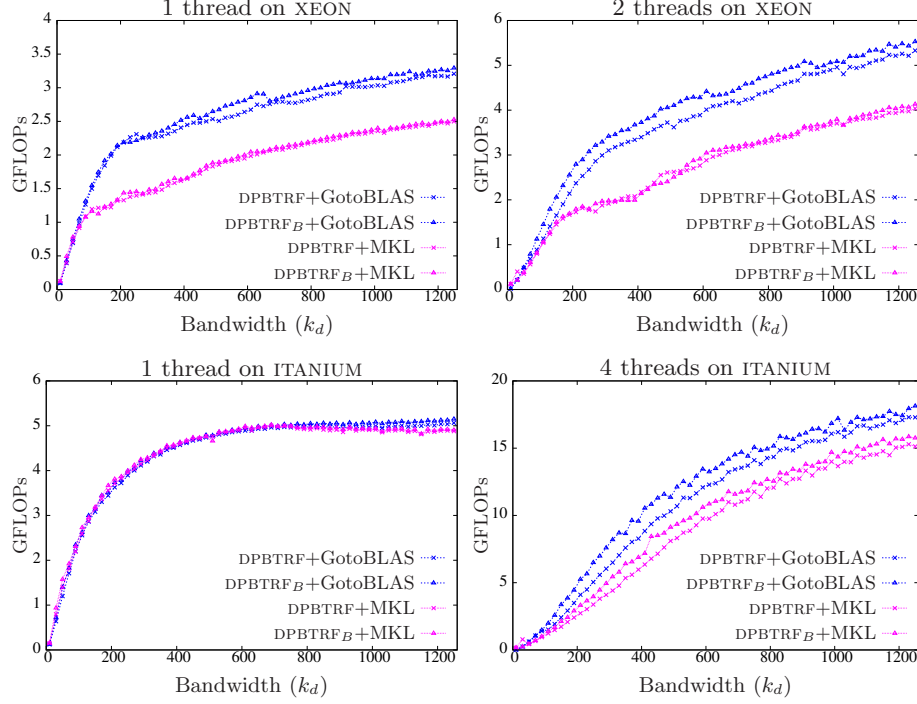 1 thread on XEON
4
3.5
3
2.5
2
1.5
1
0.5
0
GFLOPs
DPBTRF+GotoBLAS
DPBTRF_B+GotoBLAS
DPBTRF+MKL
DPBTRF_B+MKL
0 200 400 600 800 1000 1200
Bandwidth (k_d)
2 threads on XEON
6
5
4
3
2
1
0
GFLOPs
DPBTRF+GotoBLAS
DPBTRF_B+GotoBLAS
DPBTRF+MKL
DPBTRF_B+MKL
0 200 400 600 800 1000 1200
Bandwidth (k_d)
1 thread on ITANIUM
6
5
4
3
2
1
0
GFLOPs
DPBTRF+GotoBLAS
DPBTRF_B+GotoBLAS
DPBTRF+MKL
DPBTRF_B+MKL
0 200 400 600 800 1000 1200
Bandwidth (k_d)
4 threads on ITANIUM
20
15
10
5
0
GFLOPs
DPBTRF+GotoBLAS
DPBTRF_B+GotoBLAS
DPBTRF+MKL
DPBTRF_B+MKL
0 200 400 600 800 1000 1200
Bandwidth (k_d)